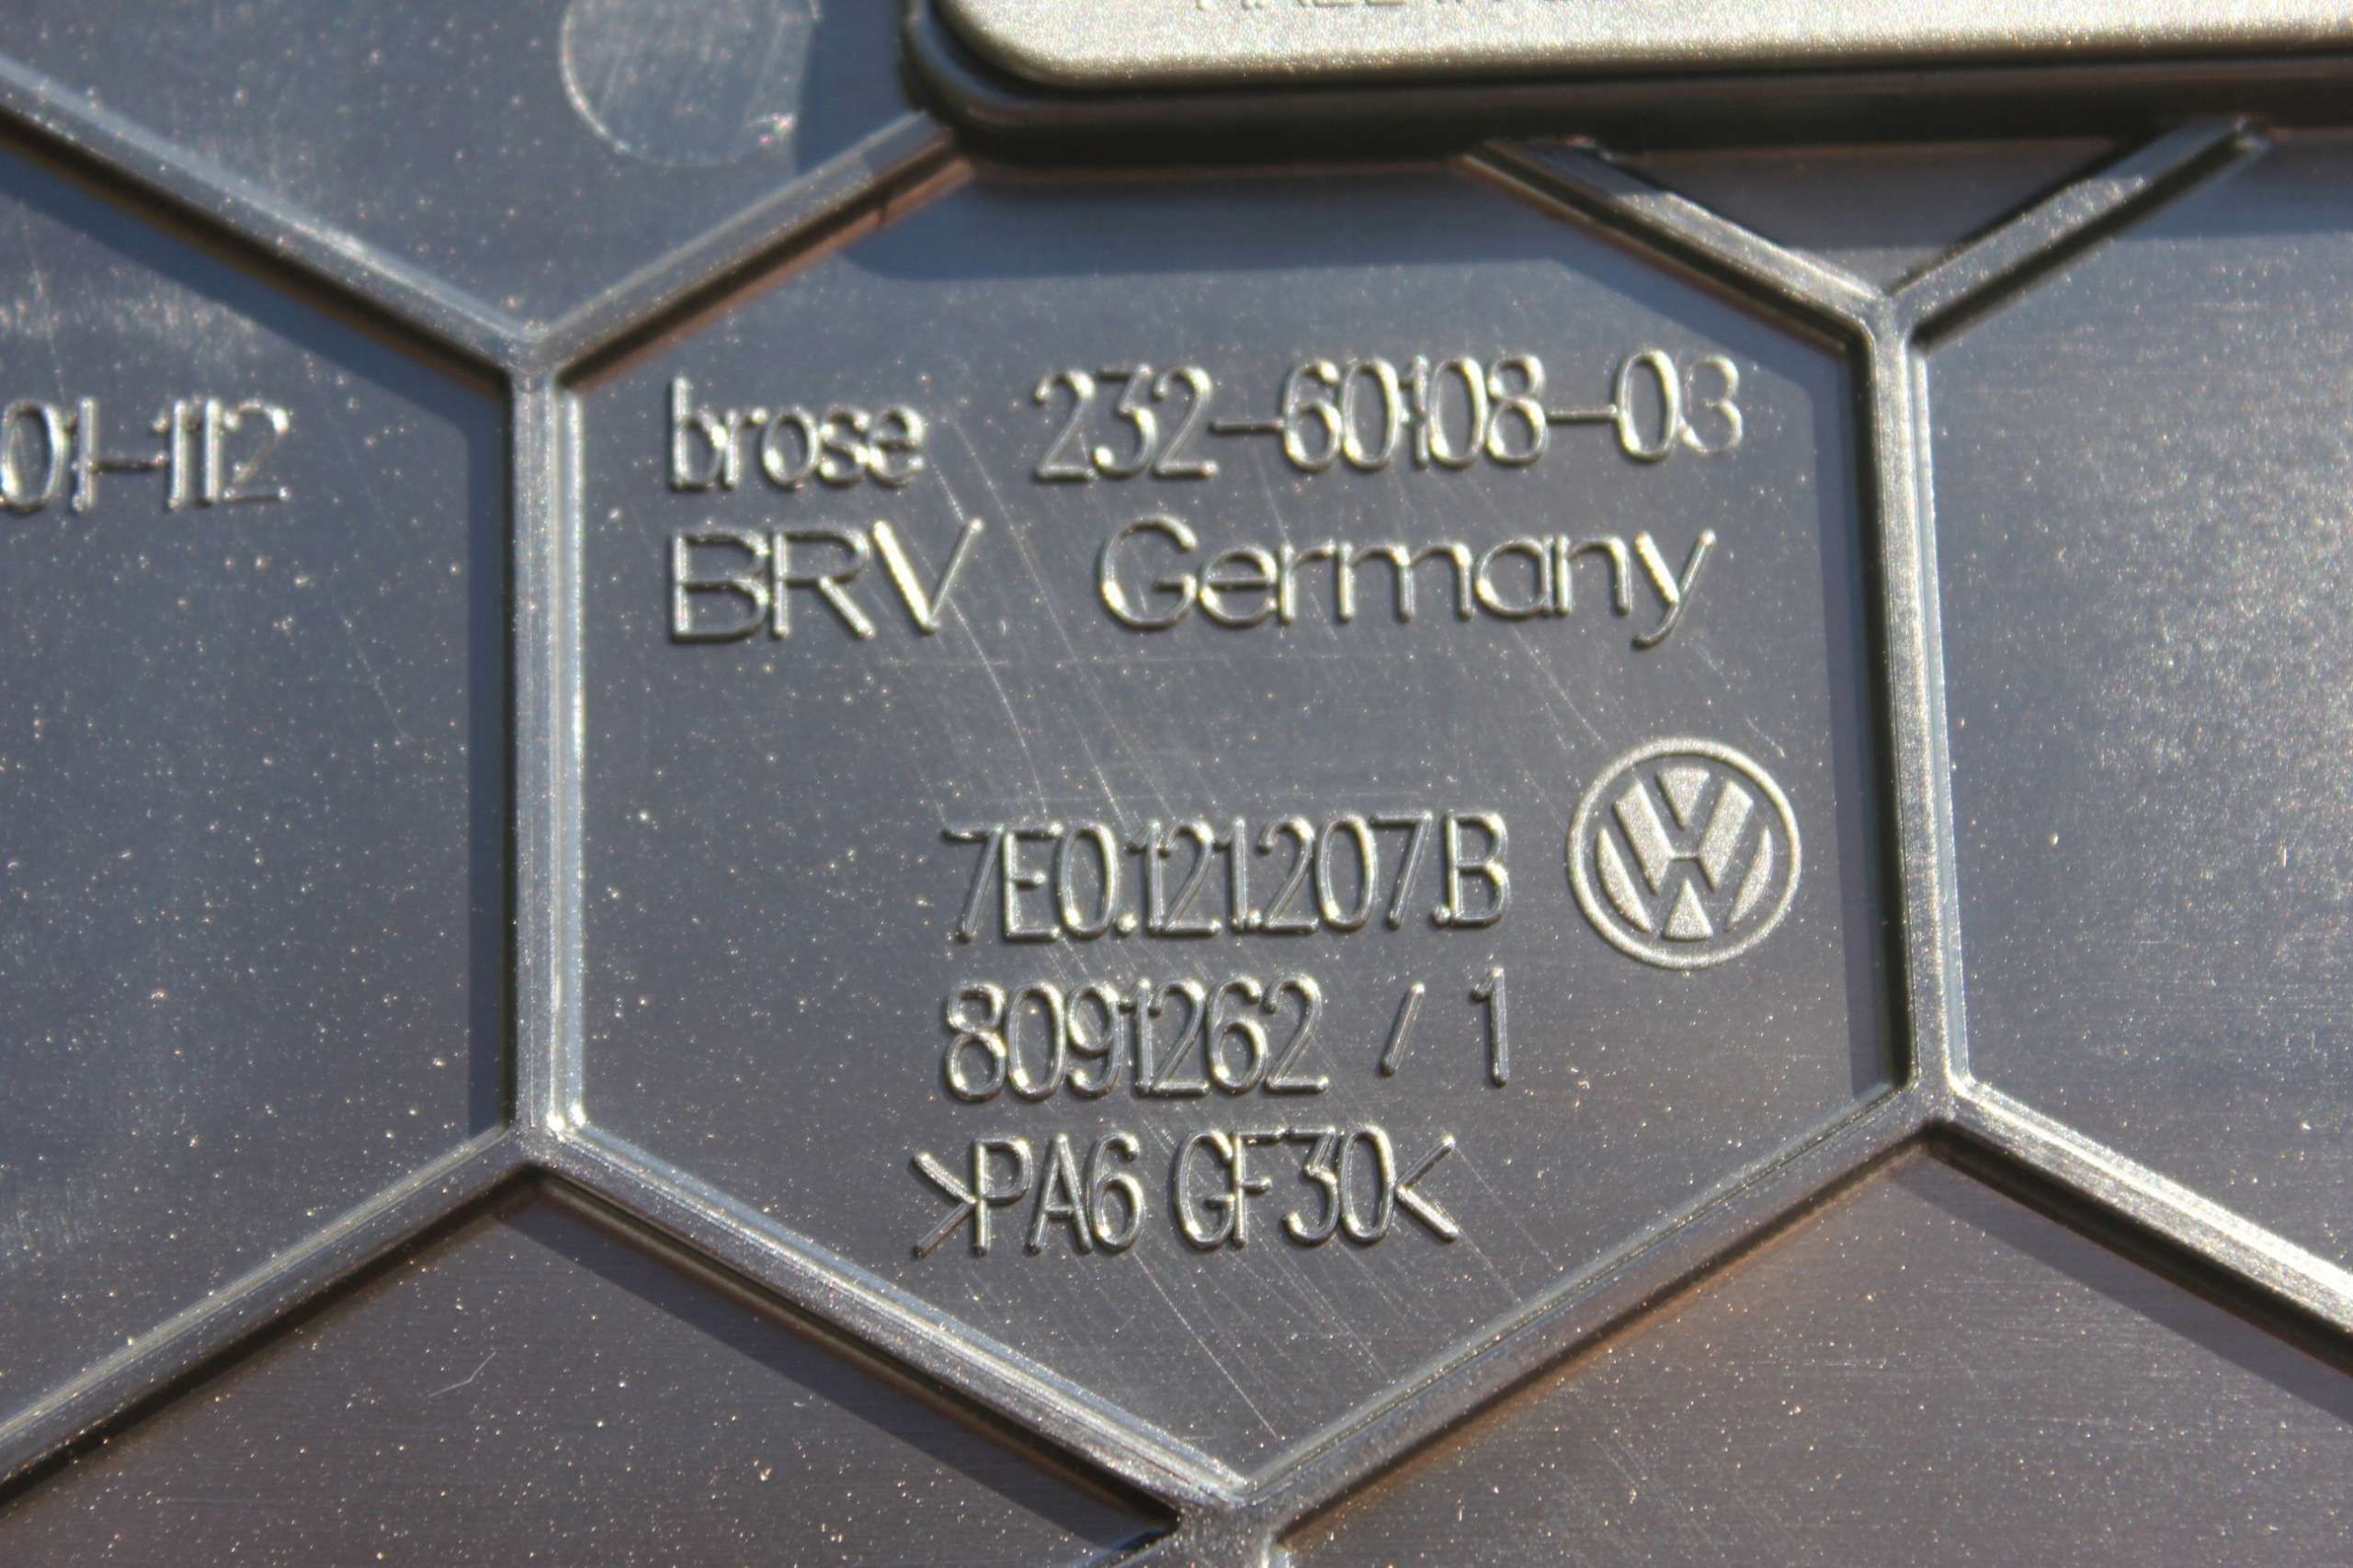 01-112
brose 232-60108-03
BRV Germany
7E0.121.207.B
8091262 / 1
>PA6 GF30<